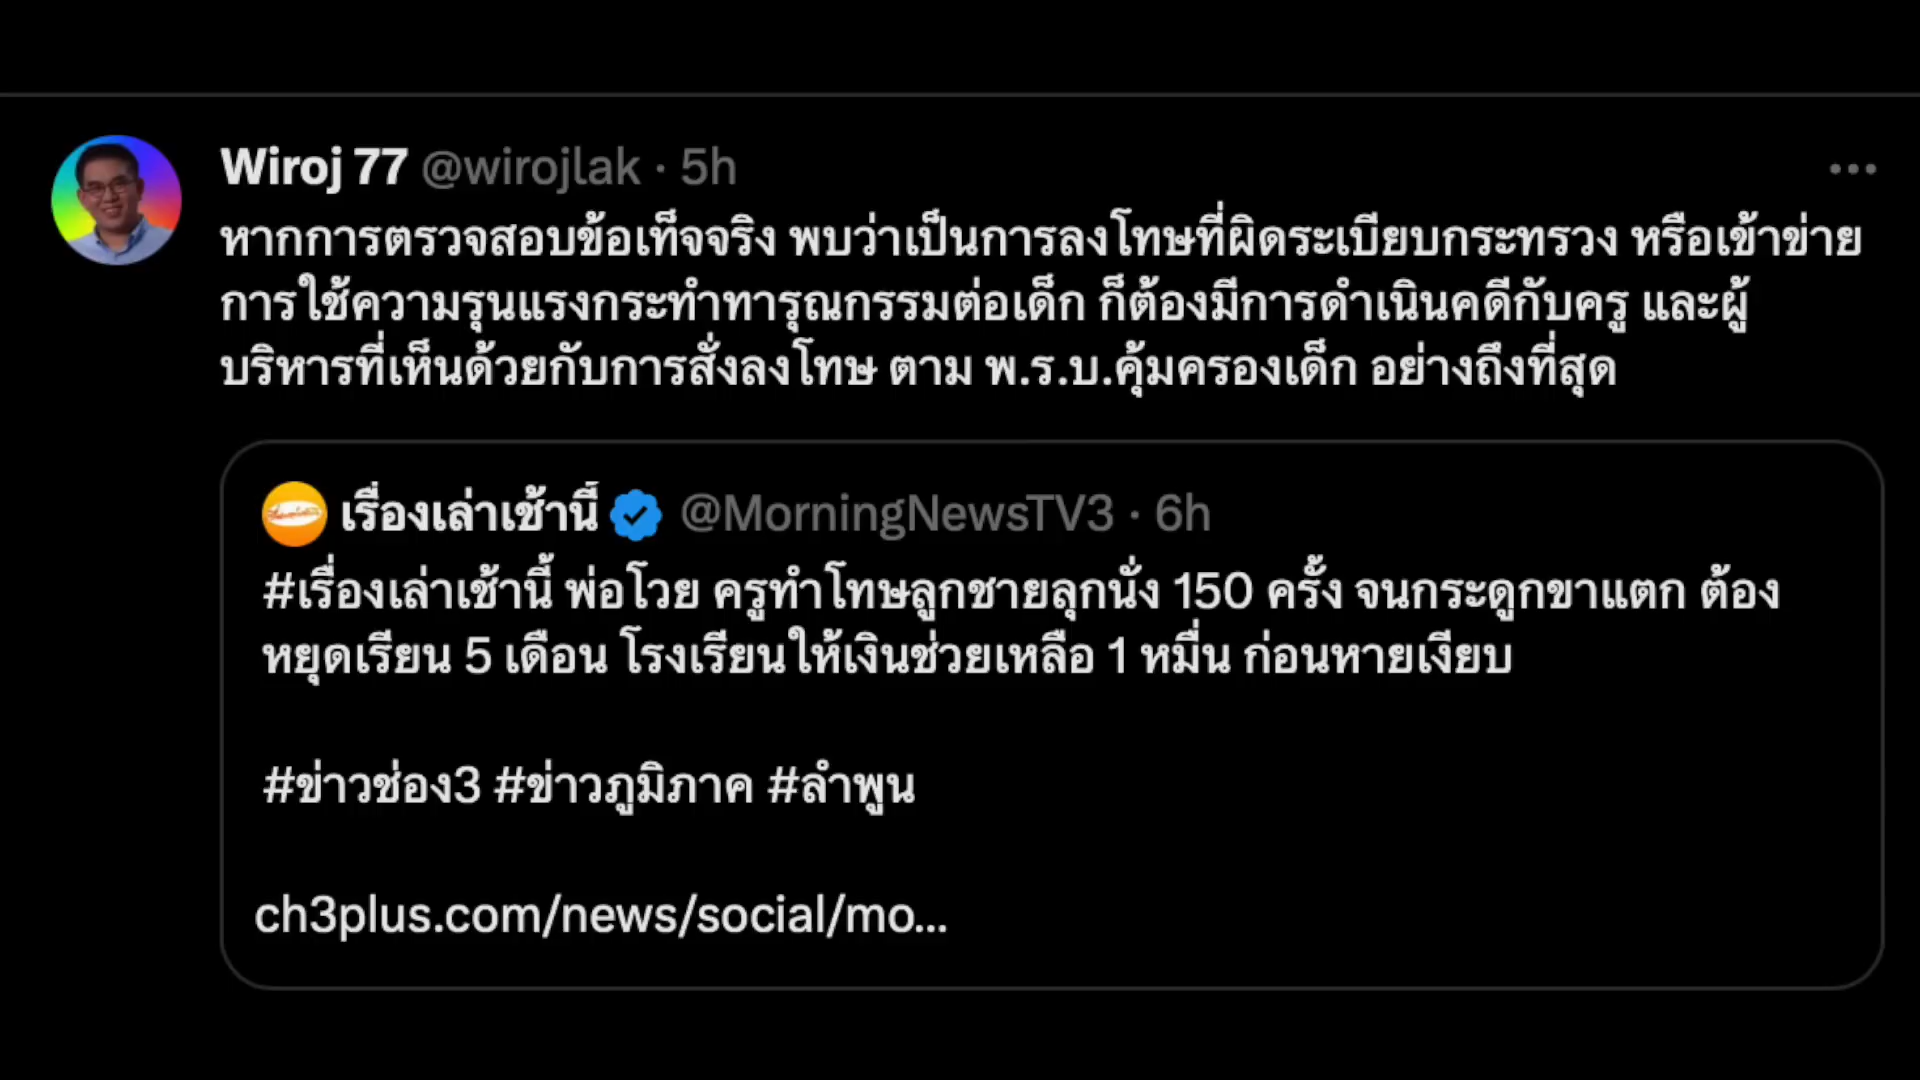 Wiroj 77 @wirojlak · 5h
หากการตรวจสอบข้อเท็จจริง พบว่าเป็นการลงโทษที่ผิดระเบียบกระทรวง หรือเข้าข่าย
การใช้ความรุนแรงกระทำทารุณกรรมต่อเด็ก ก็ต้องมีการดำเนินคดีกับครู และผู้
บริหารที่เห็นด้วยกับการสั่งลงโทษ ตาม พ.ร.บ.คุ้มครองเด็ก อย่างถึงที่สุด
เรื่องเล่าเช้านี้ @MorningNewsTV3 · 6h
#เรื่องเล่าเช้านี้ พ่อโวย ครูทำโทษลูกชายลุกนั่ง 150 ครั้ง จนกระดูกขาแตก ต้อง
หยุดเรียน 5 เดือน โรงเรียนให้เงินช่วยเหลือ 1 หมื่น ก่อนหายเงียบ
#ข่าวช่อง3 #ข่าวภูมิภาค #ลำพูน
ch3plus.com/news/social/mo...